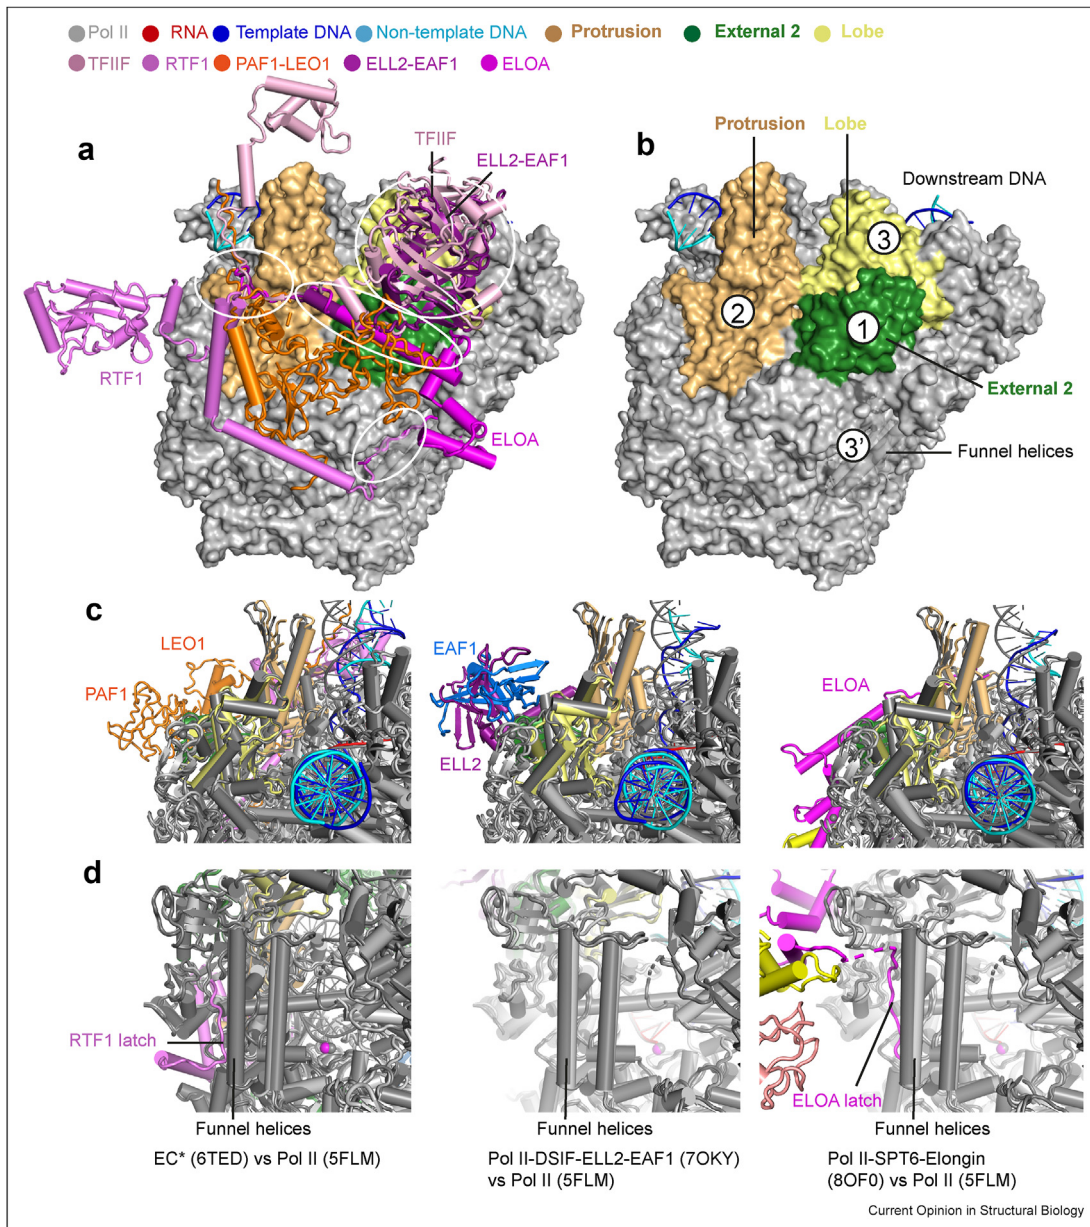 Pol II RNA Template DNA Non-template DNA Protrusion External 2 Lobe
TFIIF RTF1 PAF1-LEO1 ELL2-EAF1 ELOA
a
TFIIF
ELL2-EAF1
RTF1
ELOA
b
Protrusion Lobe
Downstream DNA
3
2
1
External 2
3’
Funnel helices
c
LEO1
PAF1
EAF1
ELL2
ELOA
d
RTF1 latch
ELOA latch
Funnel helices
EC* (6TED) vs Pol II (5FLM)
Funnel helices
Pol II-DSIF-ELL2-EAF1 (7OKY)
vs Pol II (5FLM)
Funnel helices
Pol II-SPT6-Elongin
(8OF0) vs Pol II (5FLM)
Current Opinion in Structural Biology